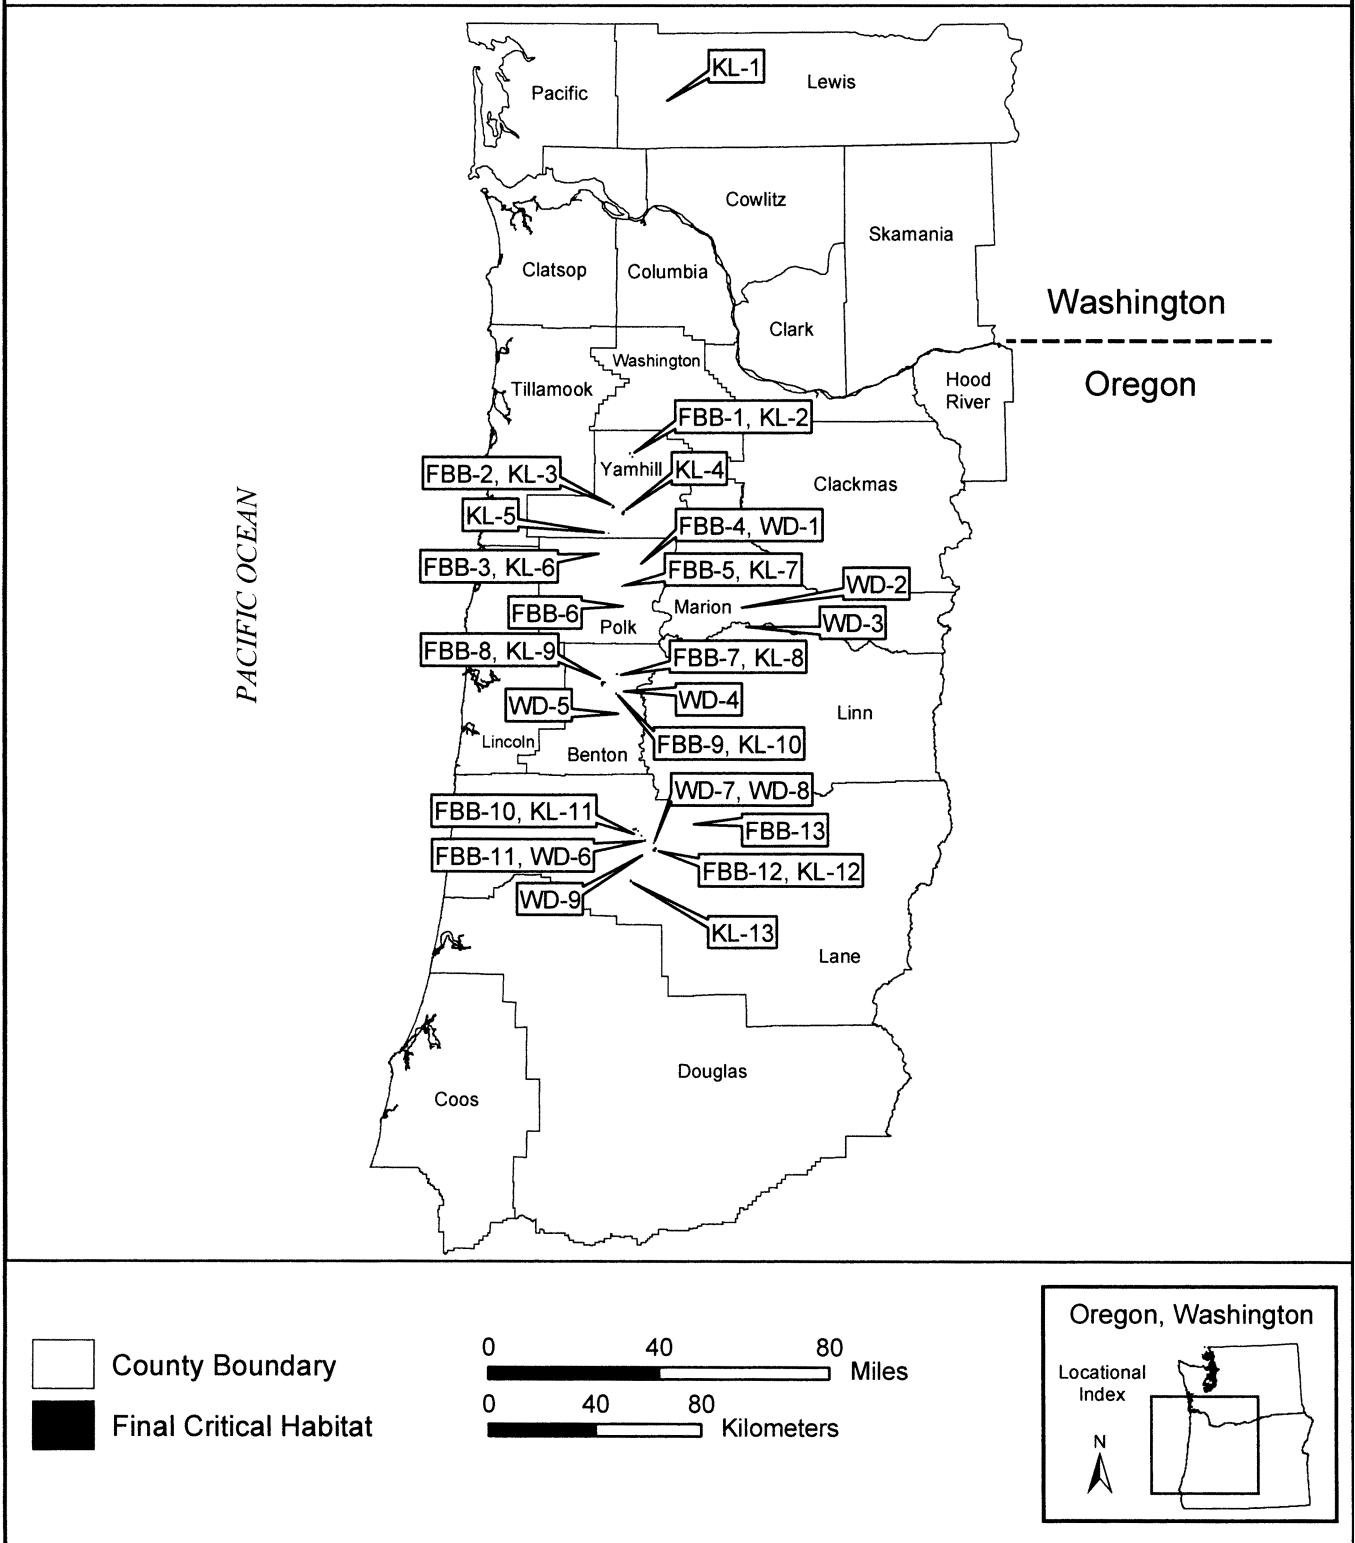 KL-1
Lewis
Pacific
Cowlitz
Skamania
Clatsop
Columbia
Washington
Clark
Washington
Oregon
Hood
River
Tillamook
FBB-1, KL-2
FBB-2, KL-3
Yamhill
KL-4
Clackmas
KL-5
FBB-4, WD-1
FBB-3, KL-6
FBB-5, KL-7
WD-2
FBB-6
Marion
WD-3
Polk
FBB-8, KL-9
FBB-7, KL-8
WD-5
WD-4
Linn
Lincoln
Benton
FBB-9, KL-10
WD-7, WD-8
FBB-10, KL-11
FBB-13
FBB-11, WD-6
FBB-12, KL-12
WD-9
KL-13
Lane
Douglas
Coos
PACIFIC OCEAN
County Boundary
Final Critical Habitat
0 40 80
Miles
0 40 80
Kilometers
Oregon, Washington
Locational
Index
N